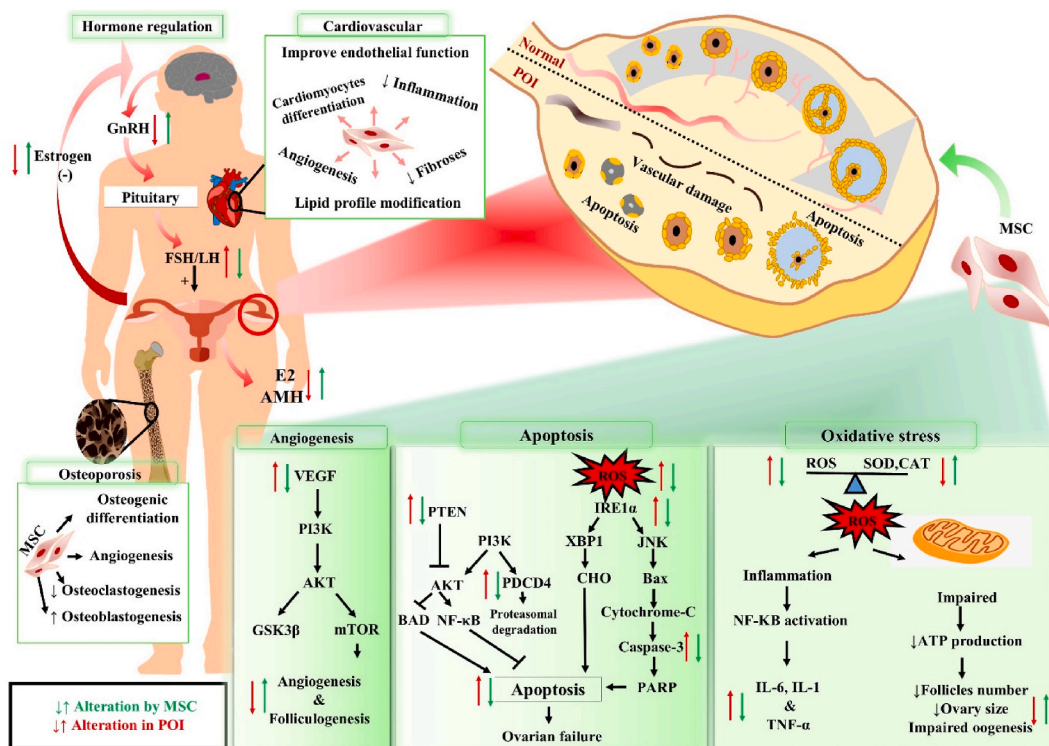 Hormone regulation
GnRH ↓ ↑
↓ ↑ Estrogen
(-)
Pituitary
FSH/LH ↑ ↓
+
E2
AMH ↓ ↑
Cardiovascular
Improve endothelial function
Cardiomyocytes
differentiation
↓ Inflammation
Angiogenesis
↓ Fibroses
Lipid profile modification
Normal
POI
Vascular damage
Apoptosis
Apoptosis
MSC
Osteoporosis
MSC
Osteogenic
differentiation
Angiogenesis
↓ Osteoclastogenesis
↑ Osteoblastogenesis
↓↑ Alteration by MSC
↓↑ Alteration in POI
Angiogenesis
↑ ↓ VEGF
PI3K
AKT
GSK3β
mTOR
↓ ↑ Angiogenesis
&
Folliculogenesis
Apoptosis
ROS ↑ ↓
IRE1α ↑ ↓
↑ ↓ PTEN
PI3K
XBP1
JNK
AKT
↑ ↓ PDCD4
CHO
Bax
BAD
NF-κB
Proteasomal
degradation
Cytochrome-C
Caspase-3 ↑ ↓
PARP
↑ ↓ Apoptosis
Ovarian failure
Oxidative stress
↑ ↓ ROS
SOD,CAT ↓ ↑
ROS
Inflammation
NF-KB activation
↑ ↓ IL-6, IL-1
&
TNF-α
Impaired
↓ATP production
↓Follicles number
↓Ovary size
Impaired oogenesis ↓ ↑